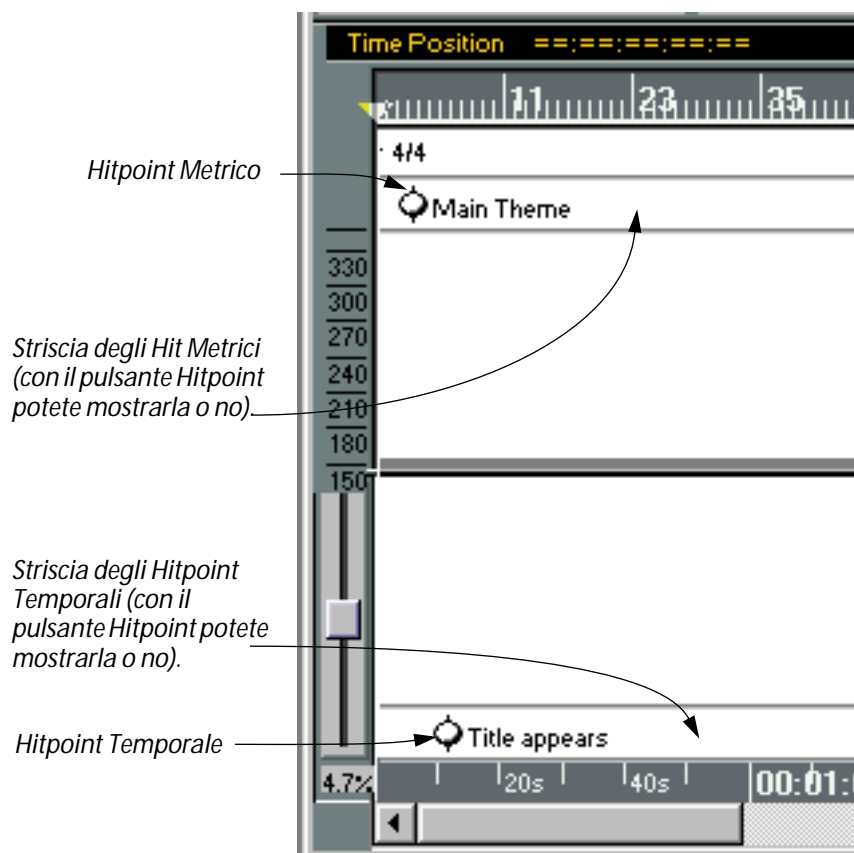 Time Position ==:==:==:==:==
11 23 35
4/4
Hitpoint Metrico
Main Theme
330
300
270
Striscia degli Hit Metrici
(con il pulsante Hitpoint
potete mostrarla o no).
240
210
180
150
Striscia degli Hitpoint
Temporali (con il
pulsante Hitpoint potete
mostrarla o no).
Hitpoint Temporale
Title appears
4.7%
20s 40s 00:01: